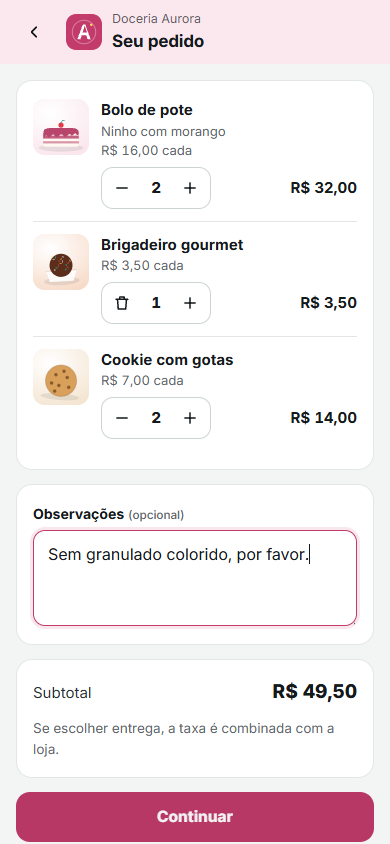 Doceria Aurora
A
Seu pedido
Bolo de pote
Ninho com morango
R$ 16,00 cada
2
R$ 32,00
Brigadeiro gourmet
R$ 3,50 cada
1
R$ 3,50
Cookie com gotas
R$ 7,00 cada
2
R$ 14,00
Observações (opcional)
Sem granulado colorido, por favor.
Subtotal
R$ 49,50
Se escolher entrega, a taxa é combinada com a
loja.
Continuar